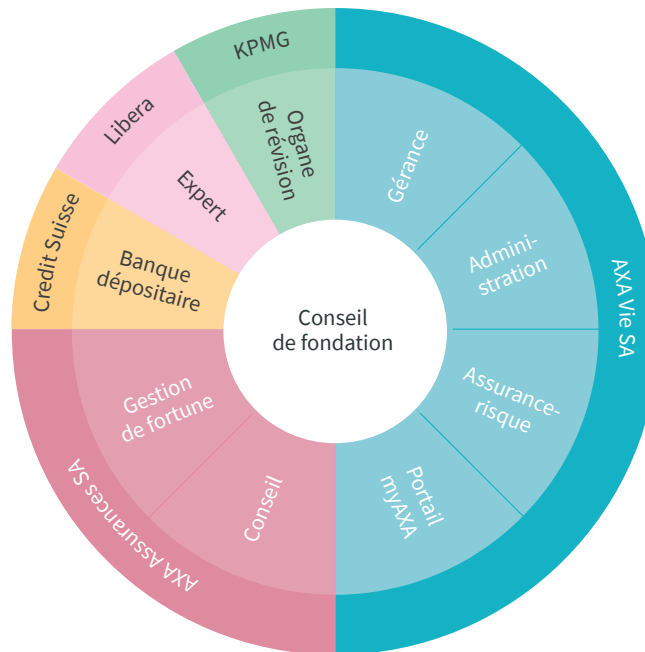 KPMG
Libera
Credit Suisse
AXA Vie SA
AXA Assurances SA
Organe
de révision
Expert
Banque
dépositaire
Gérance
Admini-
stration
Assurance-
risque
Portail
myAXA
Conseil
Gestion
de fortune
Conseil
de fondation